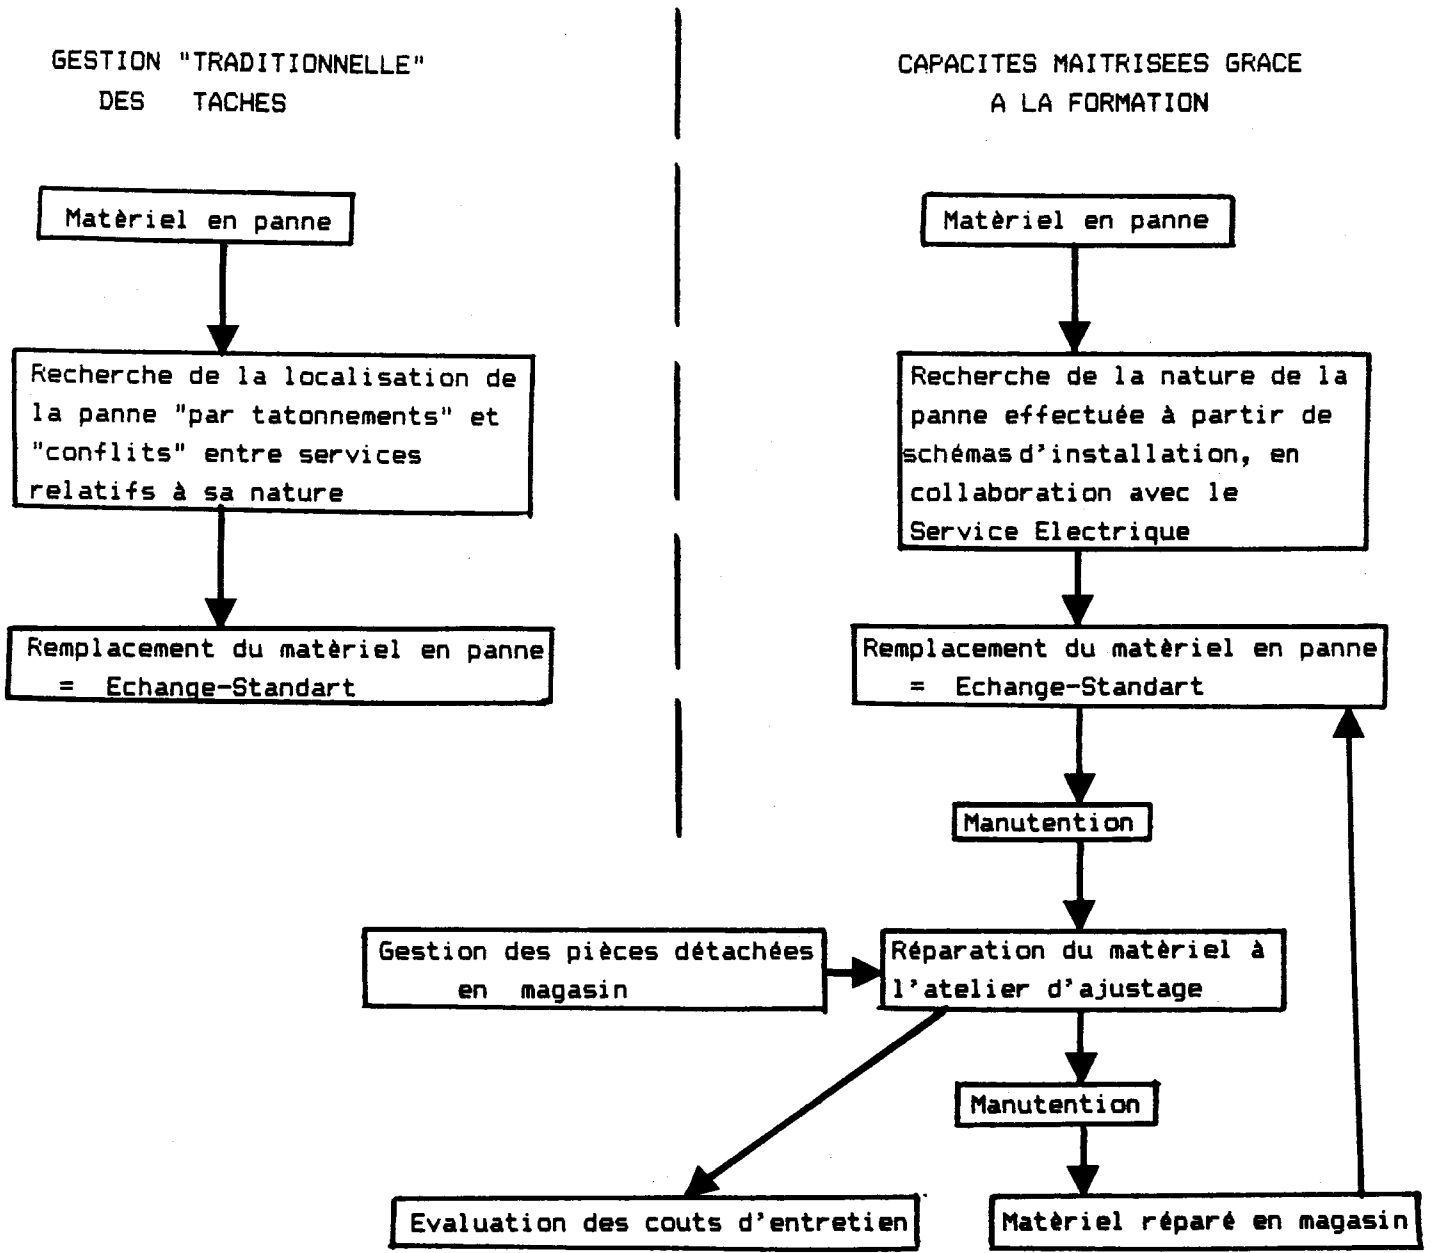 GESTION "TRADITIONNELLE"
DES TACHES
Matèriel en panne
Recherche de la localisation de
la panne "par tatonnements" et
"conflits" entre services
relatifs à sa nature
Remplacement du matèriel en panne
= Echange-Standart
CAPACITES MAITRISEES GRACE
A LA FORMATION
Matèriel en panne
Recherche de la nature de la
panne effectuée à partir de
schémas d'installation, en
collaboration avec le
Service Electrique
Remplacement du matèriel en panne
= Echange-Standart
Manutention
Gestion des pièces détachées
en magasin
Réparation du matèriel à
l'atelier d'ajustage
Manutention
Evaluation des couts d'entretien
Matèriel réparé en magasin